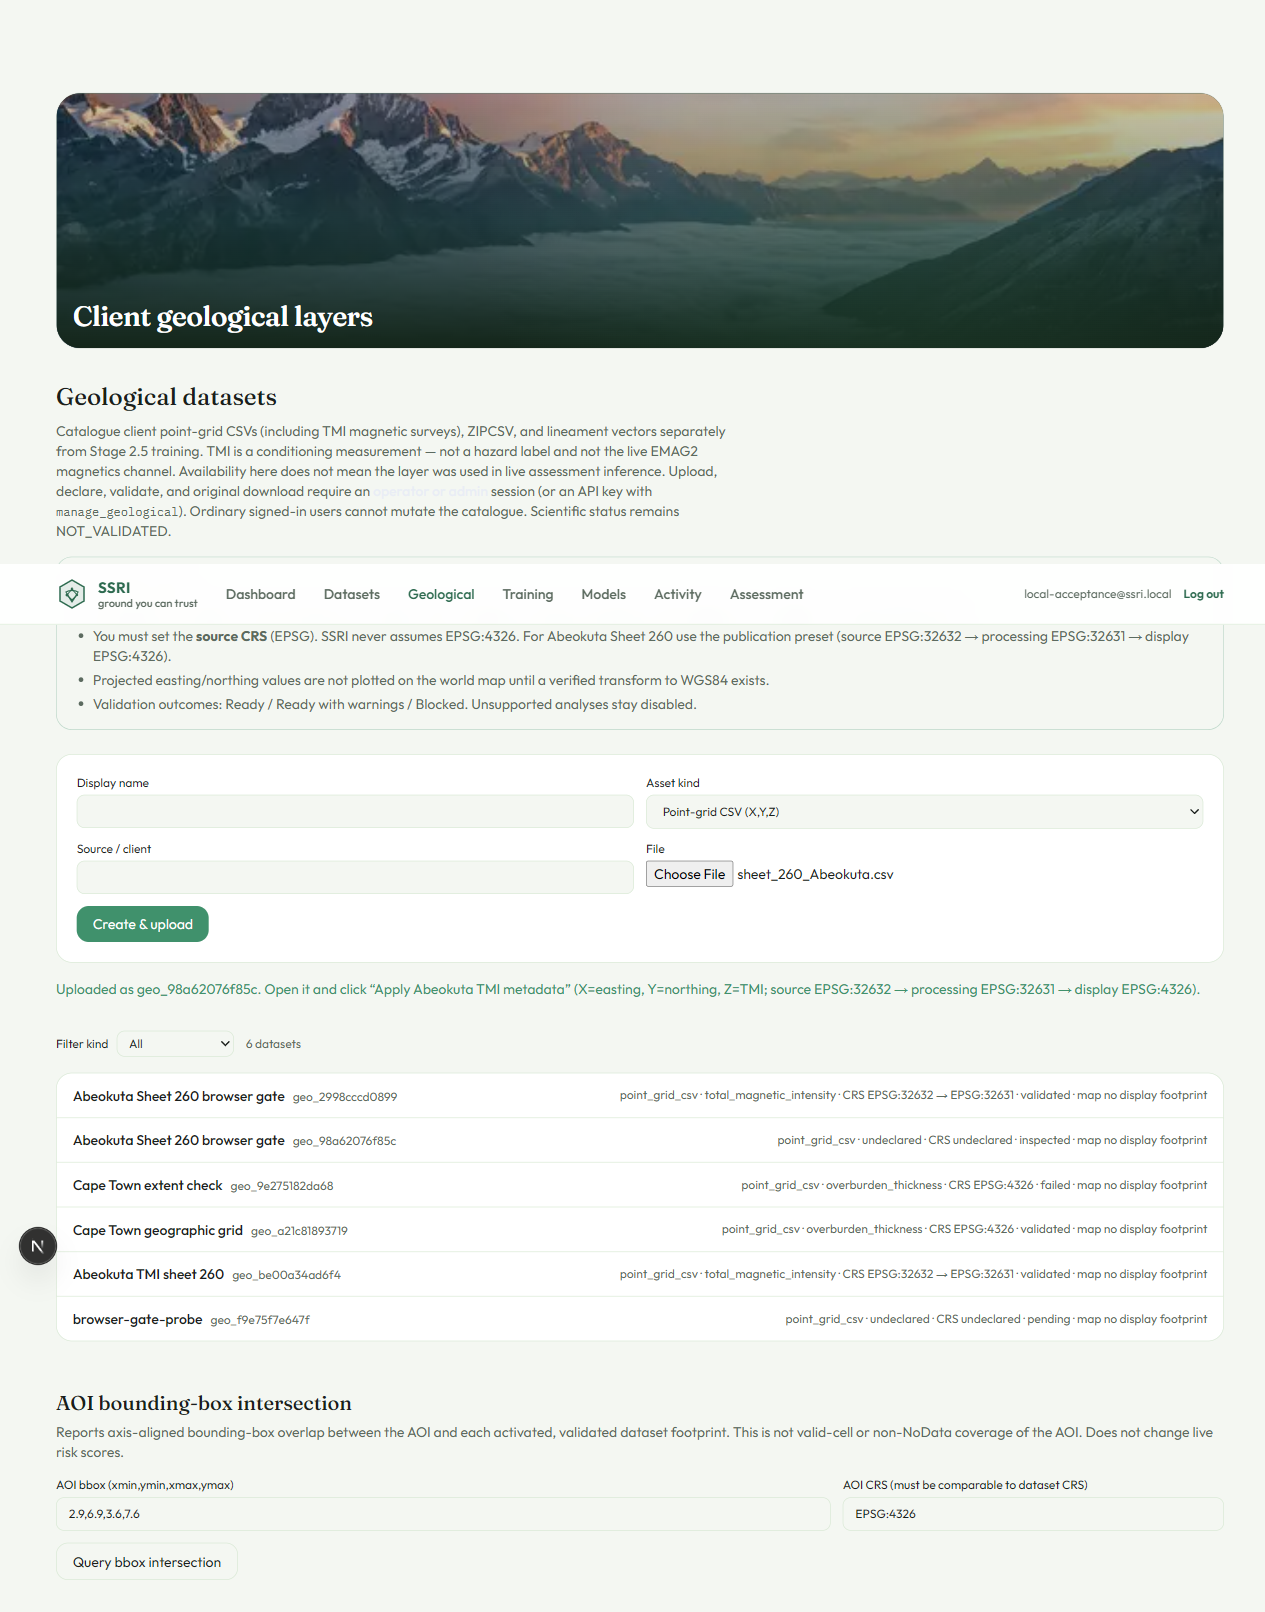 Client geological layers
Geological datasets
Catalogue client point-grid CSVs (including TMI magnetic surveys), ZIPCSV, and lineament vectors separately
from Stage 2.5 training. TMI is a conditioning measurement — not a hazard label and not the live EMAG2
magnetics channel. Availability here does not mean the layer was used in live assessment inference. Upload,
declare, validate, and original download require an operator or admin session (or an API key with
manage_geological). Ordinary signed-in users cannot mutate the catalogue. Scientific status remains
NOT_VALIDATED.
SSRI
ground you can trust
Dashboard Datasets Geological Training Models Activity Assessment
local-acceptance@ssri.local Log out
• You must set the source CRS (EPSG). SSRI never assumes EPSG:4326. For Abeokuta Sheet 260 use the publication preset (source EPSG:32632 → processing EPSG:32631 → display
EPSG:4326).
• Projected easting/northing values are not plotted on the world map until a verified transform to WGS84 exists.
• Validation outcomes: Ready / Ready with warnings / Blocked. Unsupported analyses stay disabled.
Display name
Asset kind
Point-grid CSV (X,Y,Z)
Source / client
File
Choose File sheet_260_Abeokuta.csv
Create & upload
Uploaded as geo_98a62076f85c. Open it and click “Apply Abeokuta TMI metadata” (X=easting, Y=northing, Z=TMI; source EPSG:32632 → processing EPSG:32631 → display EPSG:4326).
Filter kind All 6 datasets
Abeokuta Sheet 260 browser gate geo_2998cccd0899 point_grid_csv · total_magnetic_intensity · CRS EPSG:32632 → EPSG:32631 · validated · map no display footprint
Abeokuta Sheet 260 browser gate geo_98a62076f85c point_grid_csv · undeclared · CRS undeclared · inspected · map no display footprint
Cape Town extent check geo_9e275182da68 point_grid_csv · overburden_thickness · CRS EPSG:4326 · failed · map no display footprint
Cape Town geographic grid geo_a21c81893719 point_grid_csv · overburden_thickness · CRS EPSG:4326 · validated · map no display footprint
Abeokuta TMI sheet 260 geo_be00a34ad6f4 point_grid_csv · total_magnetic_intensity · CRS EPSG:32632 → EPSG:32631 · validated · map no display footprint
browser-gate-probe geo_f9e75f7e647f point_grid_csv · undeclared · CRS undeclared · pending · map no display footprint
AOI bounding-box intersection
Reports axis-aligned bounding-box overlap between the AOI and each activated, validated dataset footprint. This is not valid-cell or non-NoData coverage of the AOI. Does not change live
risk scores.
AOI bbox (xmin,ymin,xmax,ymax)
2.9,6.9,3.6,7.6
AOI CRS (must be comparable to dataset CRS)
EPSG:4326
Query bbox intersection